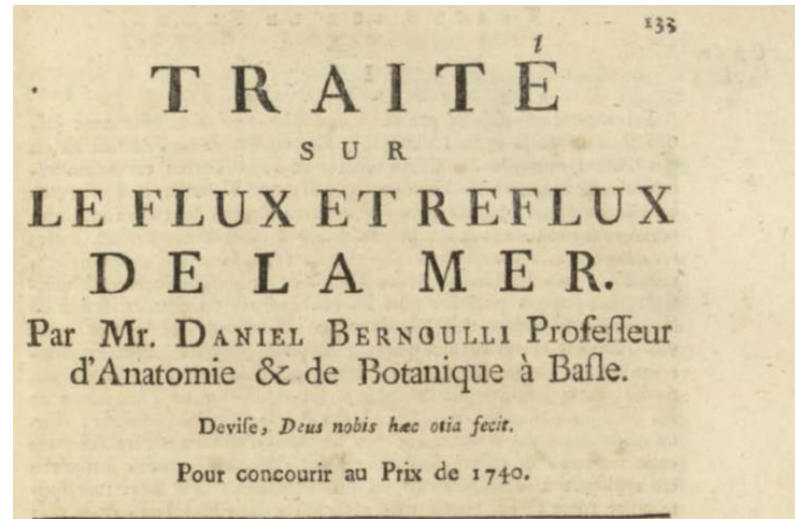 133
TRAITÉ
SUR
LE FLUX ET REFLUX
DE LA MER.
Par Mr. DANIEL BERNOULLI Profeſſeur
d'Anatomie & de Botanique à Baſle.
Deviſe, Deus nobis hæc otia fecit.
Pour concourir au Prix de 1740.